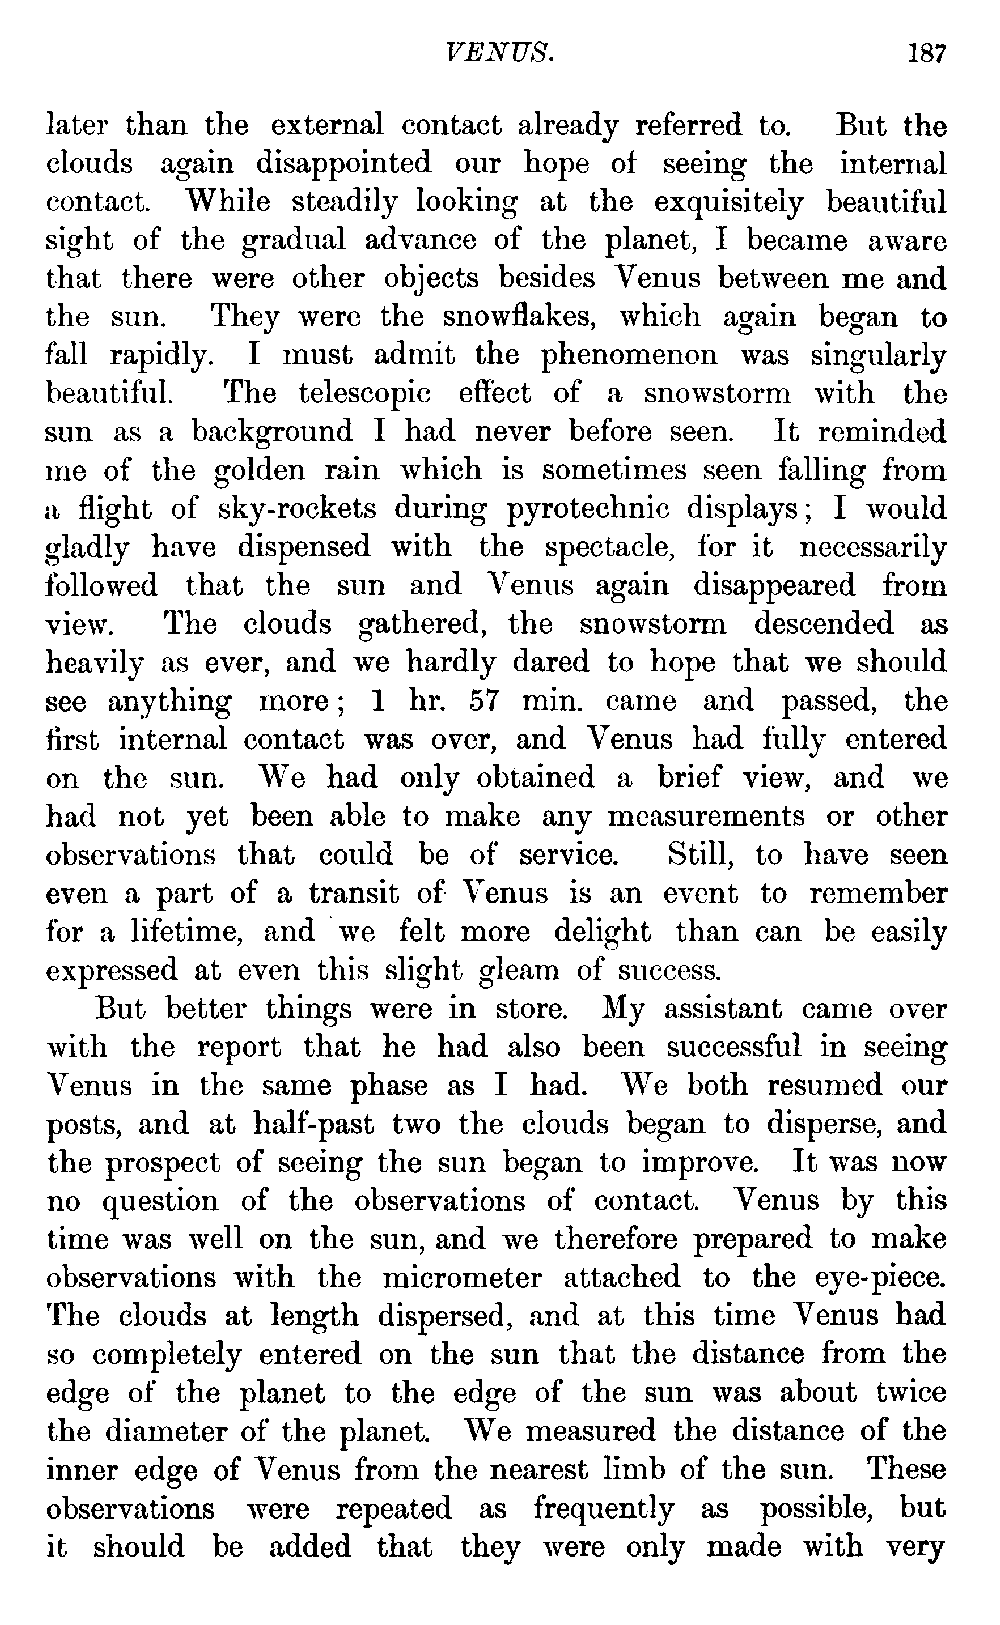 VENUS. 187
later than the external contact already referred to. But the
clouds again disappointed our hope of seeing the internal
contact. While steadily looking at the exquisitely beautiful
sight of the gradual advance of the planet, I became aware
that there were other objects besides Venus between me and
the sun. They were the snowflakes, which again began to
fall rapidly. I must admit the phenomenon was singularly
beautiful. The telescopic effect of a snowstorm with the
sun as a background I had never before seen. It reminded
me of the golden rain which is sometimes seen falling from
a flight of sky-rockets during pyrotechnic displays; I would
gladly have dispensed with the spectacle, for it necessarily
followed that the sun and Venus again disappeared from
view. The clouds gathered, the snowstorm descended as
heavily as ever, and we hardly dared to hope that we should
see anything more; 1 hr. 57 min. came and passed, the
first internal contact was over, and Venus had fully entered
on the sun. We had only obtained a brief view, and we
had not yet been able to make any measurements or other
observations that could be of service. Still, to have seen
even a part of a transit of Venus is an event to remember
for a lifetime, and we felt more delight than can be easily
expressed at even this slight gleam of success.
But better things were in store. My assistant came over
with the report that he had also been successful in seeing
Venus in the same phase as I had. We both resumed our
posts, and at half-past two the clouds began to disperse, and
the prospect of seeing the sun began to improve. It was now
no question of the observations of contact. Venus by this
time was well on the sun, and we therefore prepared to make
observations with the micrometer attached to the eye-piece.
The clouds at length dispersed, and at this time Venus had
so completely entered on the sun that the distance from the
edge of the planet to the edge of the sun was about twice
the diameter of the planet. We measured the distance of the
inner edge of Venus from the nearest limb of the sun. These
observations were repeated as frequently as possible, but
it should be added that they were only made with very